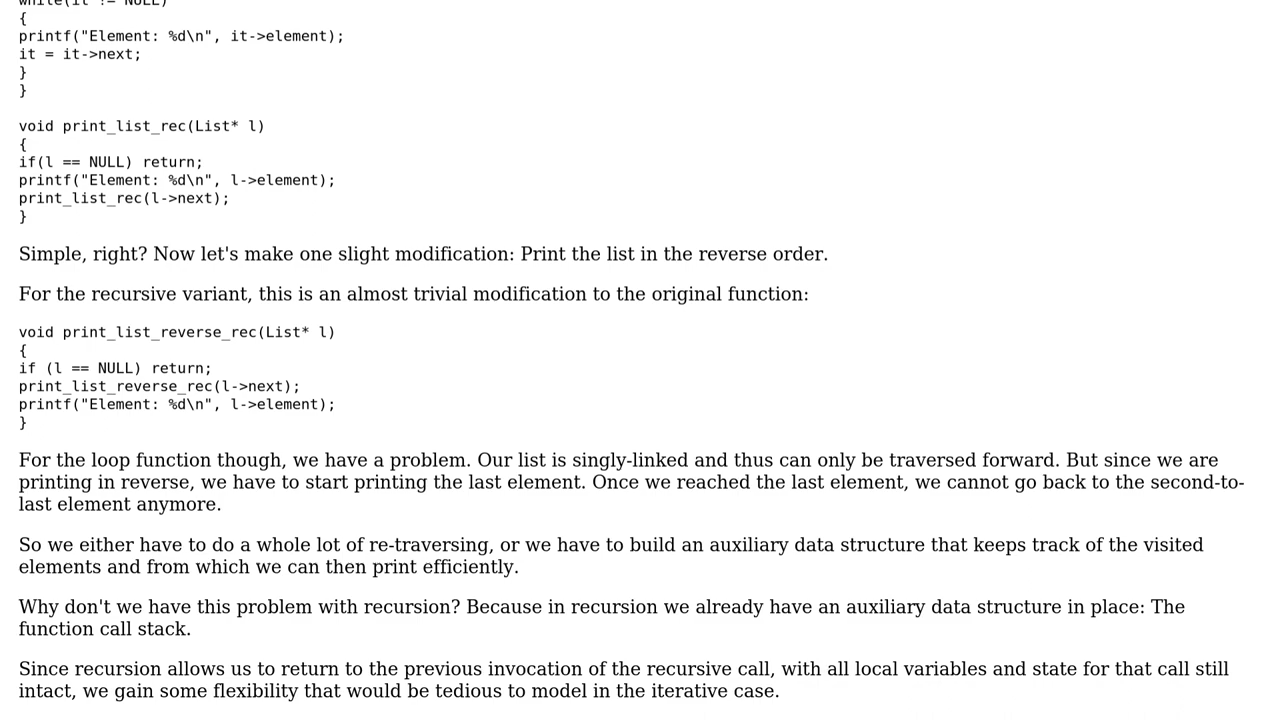 while(it != NULL)
{
printf("Element: %d\n", it->element);
it = it->next;
}
}
void print_list_rec(List* l)
{
if(l == NULL) return;
printf("Element: %d\n", l->element);
print_list_rec(l->next);
}
Simple, right? Now let's make one slight modification: Print the list in the reverse order.
For the recursive variant, this is an almost trivial modification to the original function:
void print_list_reverse_rec(List* l)
{
if (l == NULL) return;
print_list_reverse_rec(l->next);
printf("Element: %d\n", l->element);
}
For the loop function though, we have a problem. Our list is singly-linked and thus can only be traversed forward. But since we are
printing in reverse, we have to start printing the last element. Once we reached the last element, we cannot go back to the second-to-
last element anymore.
So we either have to do a whole lot of re-traversing, or we have to build an auxiliary data structure that keeps track of the visited
elements and from which we can then print efficiently.
Why don't we have this problem with recursion? Because in recursion we already have an auxiliary data structure in place: The
function call stack.
Since recursion allows us to return to the previous invocation of the recursive call, with all local variables and state for that call still
intact, we gain some flexibility that would be tedious to model in the iterative case.